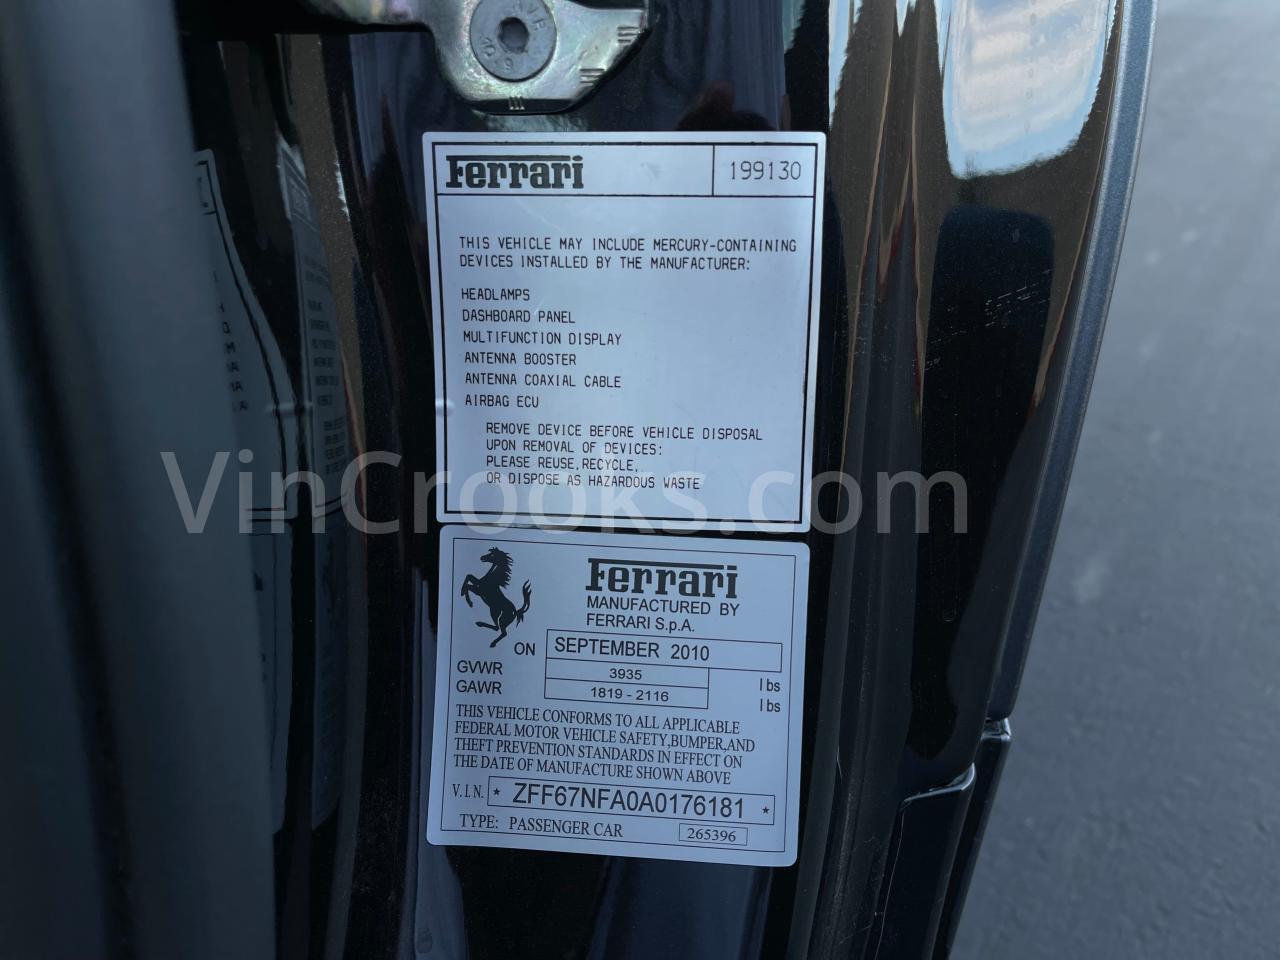 Ferrari 199130
THIS VEHICLE MAY INCLUDE MERCURY-CONTAINING
DEVICES INSTALLED BY THE MANUFACTURER:
HEADLAMPS
DASHBOARD PANEL
MULTIFUNCTION DISPLAY
ANTENNA BOOSTER
ANTENNA COAXIAL CABLE
AIRBAG ECU
REMOVE DEVICE BEFORE VEHICLE DISPOSAL
UPON REMOVAL OF DEVICES:
PLEASE REUSE,RECYCLE,
OR DISPOSE AS HAZARDOUS WASTE
VinCrooks.com
Ferrari
MANUFACTURED BY
FERRARI S.p.A.
ON SEPTEMBER 2010
GVWR 3935 lbs
GAWR 1819 - 2116 lbs
THIS VEHICLE CONFORMS TO ALL APPLICABLE
FEDERAL MOTOR VEHICLE SAFETY,BUMPER,AND
THEFT PREVENTION STANDARDS IN EFFECT ON
THE DATE OF MANUFACTURE SHOWN ABOVE
V.I.N. * ZFF67NFA0A0176181 *
TYPE: PASSENGER CAR 265396